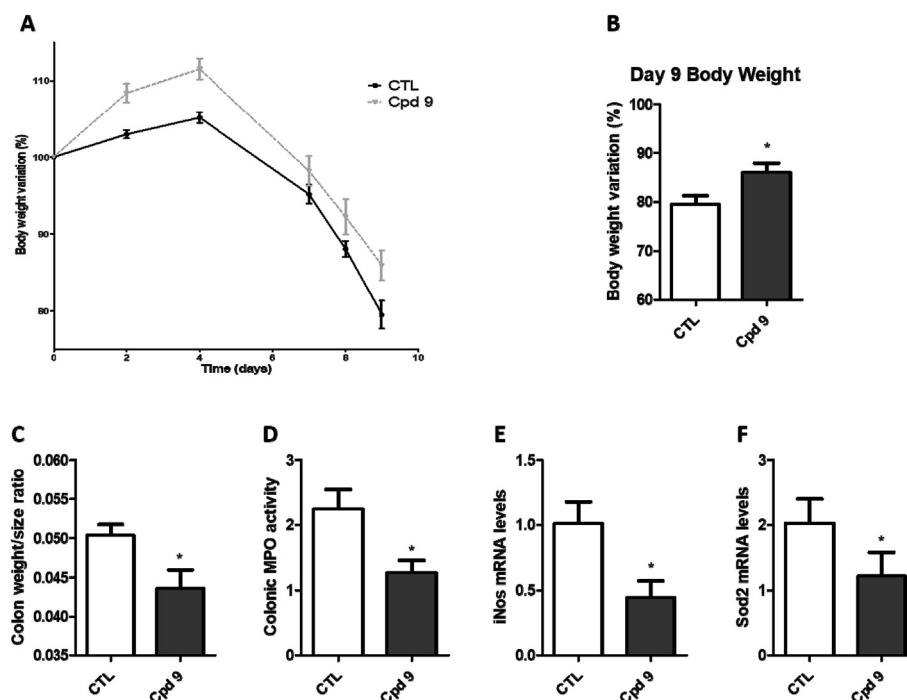 A
B
Body weight variation (%)
110
100
90
80
0
2
4
6
8
10
Time (days)
CTL
Cpd 9
Day 9 Body Weight
Body weight variation (%)
100
90
80
70
60
*
CTL
Cpd 9
C
D
E
F
Colon weight/size ratio
0.060
0.055
0.050
0.045
0.040
0.035
*
CTL
Cpd 9
Colonic MPO activity
3
2
1
0
*
CTL
Cpd 9
iNos mRNA levels
1.5
1.0
0.5
0.0
*
CTL
Cpd 9
Sod2 mRNA levels
3
2
1
0
*
CTL
Cpd 9